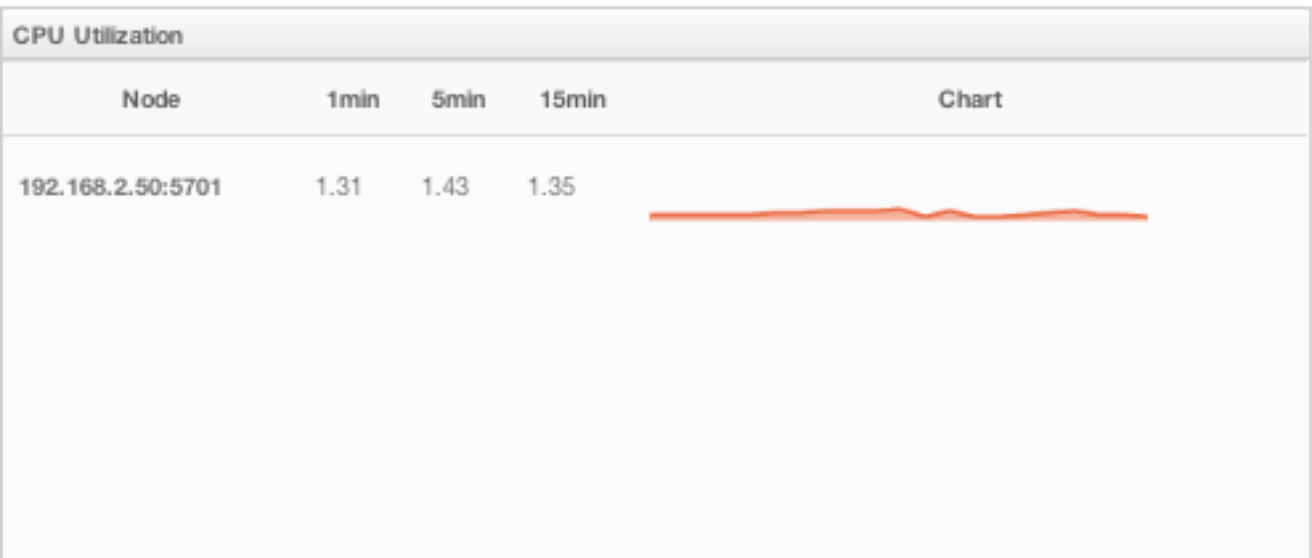 CPU Utilization
Node 1min 5min 15min Chart
192.168.2.50:5701 1.31 1.43 1.35